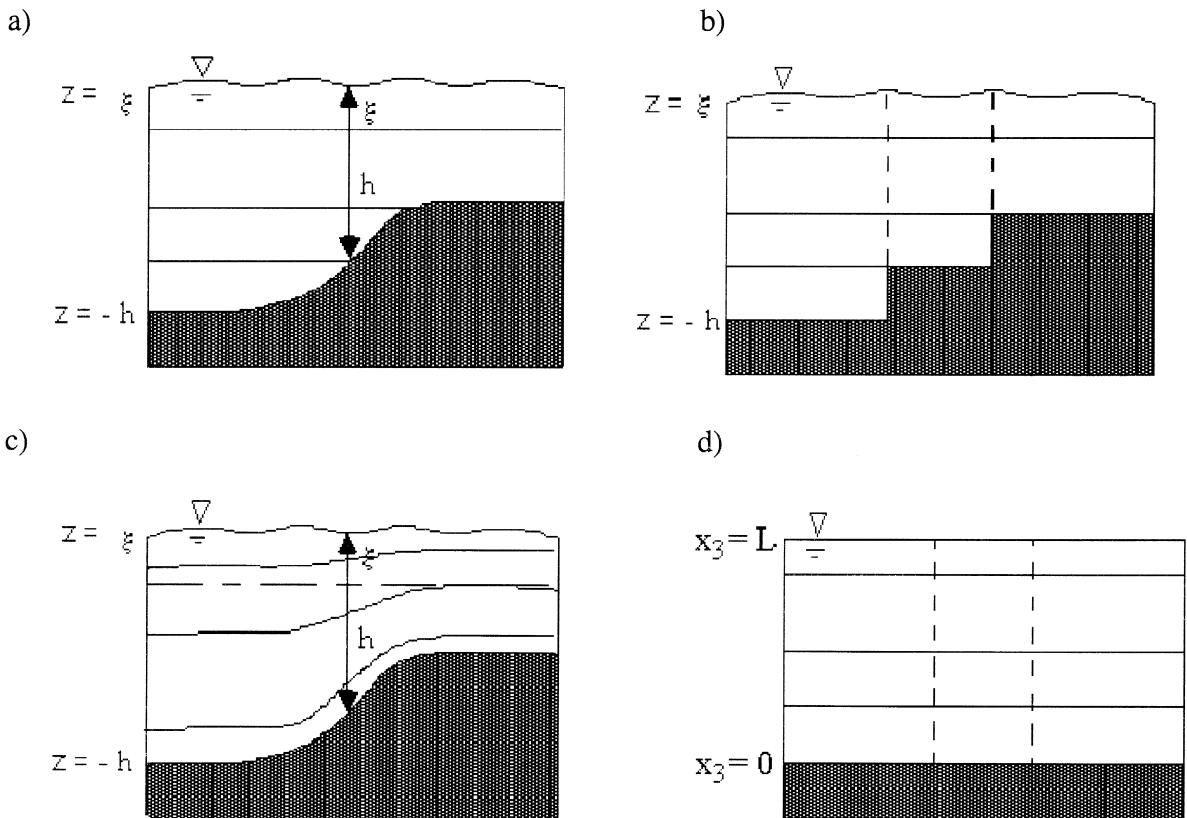 a)
z = ξ
ξ
h
z = - h
b)
z = ξ
z = - h
c)
z = ξ
ξ
h
z = - h
d)
x₃ = L
x₃ = 0